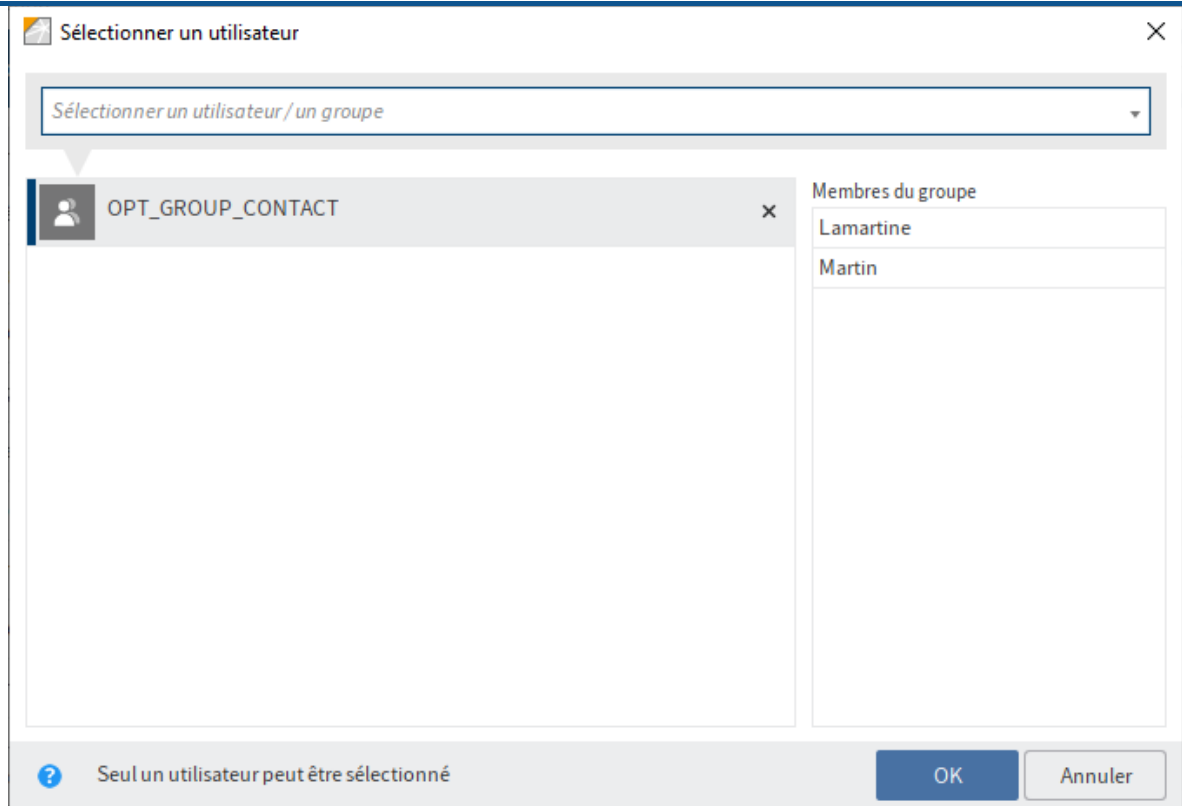 Sélectionner un utilisateur
Sélectionner un utilisateur / un groupe
OPT_GROUP_CONTACT
Membres du groupe
Lamartine
Martin
Seul un utilisateur peut être sélectionné
OK
Annuler